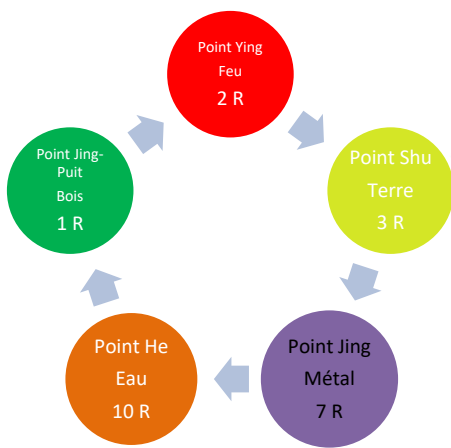 Point Ying
Feu
2 R
Point Shu
Terre
3 R
Point Jing
Métal
7 R
Point He
Eau
10 R
Point Jing-
Puit
Bois
1 R